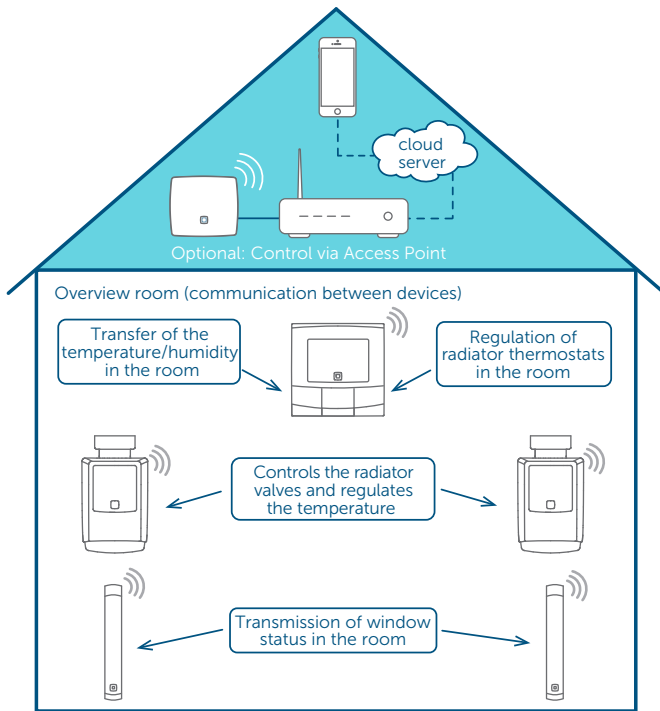 cloud
server
Optional: Control via Access Point
Overview room (communication between devices)
Transfer of the
temperature/humidity
in the room
Regulation of
radiator thermostats
in the room
Controls the radiator
valves and regulates
the temperature
Transmission of window
status in the room